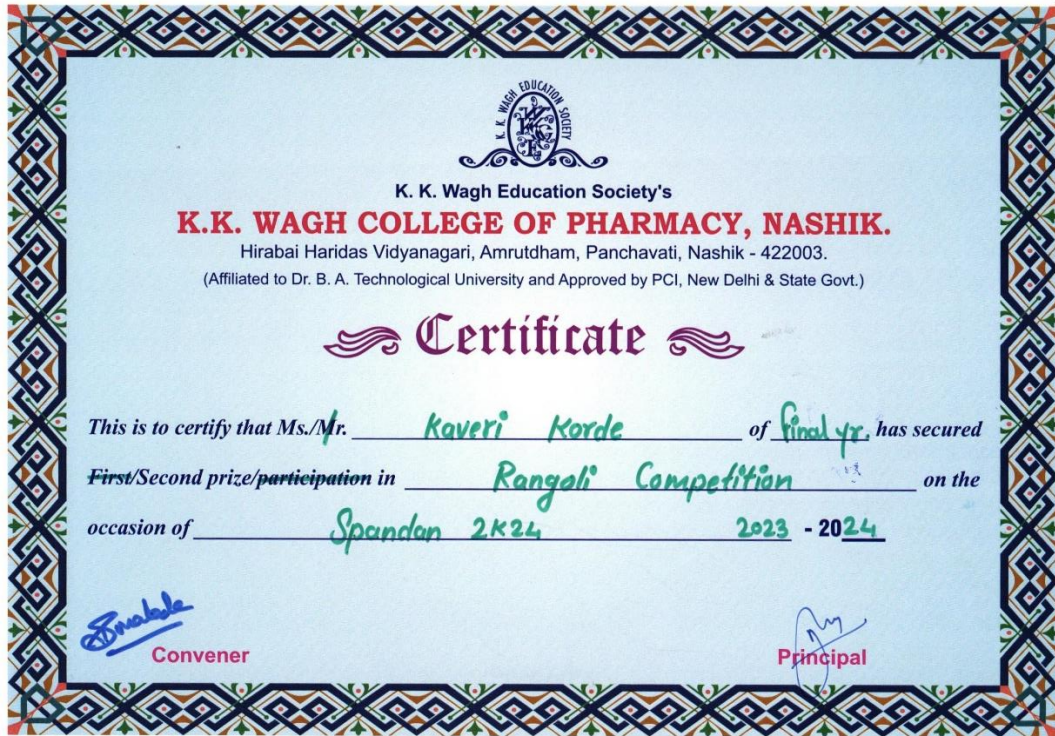 K. K. WAGH EDUCATION SOCIETY
K. K. Wagh Education Society's
K.K. WAGH COLLEGE OF PHARMACY, NASHIK.
Hirabai Haridas Vidyanagari, Amrutdham, Panchavati, Nashik - 422003.
(Affiliated to Dr. B. A. Technological University and Approved by PCI, New Delhi & State Govt.)
Certificate
This is to certify that Ms./Mr. Kaveri Korde of final yr. has secured
First/Second prize/participation in Rangoli Competition on the
occasion of Spandan 2K24 2023 - 2024
Convener Principal